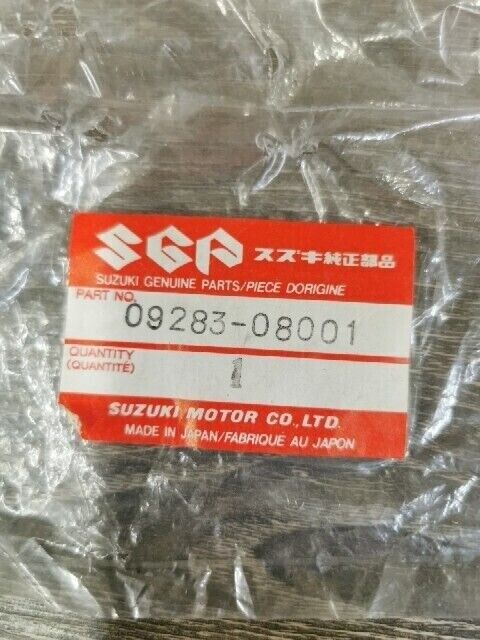 SGP スズキ純正部品
SUZUKI GENUINE PARTS/PIECE DORIGINE
PART NO.
09283-08001
QUANTITY
(QUANTITÉ)
1
SUZUKI MOTOR CO.,LTD.
MADE IN JAPAN/FABRIQUE AU JAPON